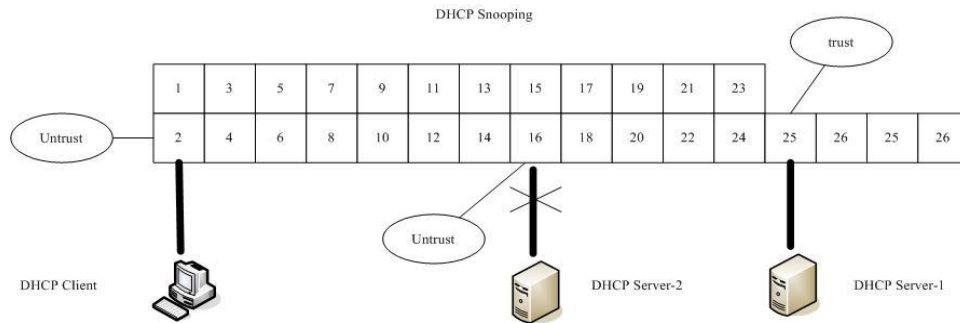 DHCP Snooping
trust
1 3 5 7 9 11 13 15 17 19 21 23
Untrust
2 4 6 8 10 12 14 16 18 20 22 24 25 26 25 26
Untrust
DHCP Client
DHCP Server-2
DHCP Server-1